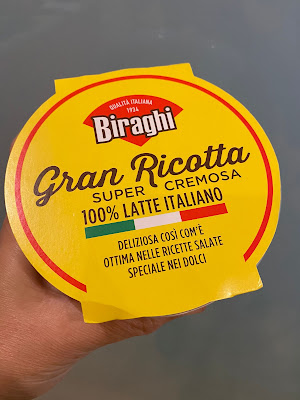 QUALITÀ ITALIANA
1934
Biraghi
Gran Ricotta
SUPER CREMOSA
100% LATTE ITALIANO
DELIZIOSA COSÌ COM'È
OTTIMA NELLE RICETTE SALATE
SPECIALE NEI DOLCI